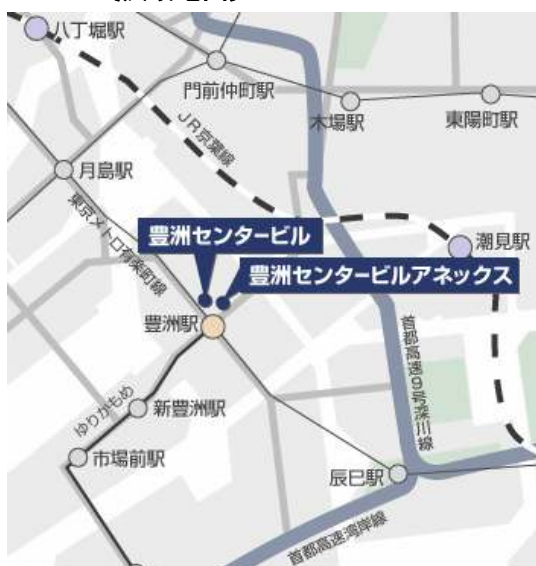 八丁堀駅
門前仲町駅
木場駅
東陽町駅
JR京葉線
月島駅
東京メトロ有楽町線
豊洲センタービル
潮見駅
豊洲センタービルアネックス
豊洲駅
首都高速9号深川線
ゆりかもめ
新豊洲駅
市場前駅
辰巳駅
首都高速湾岸線